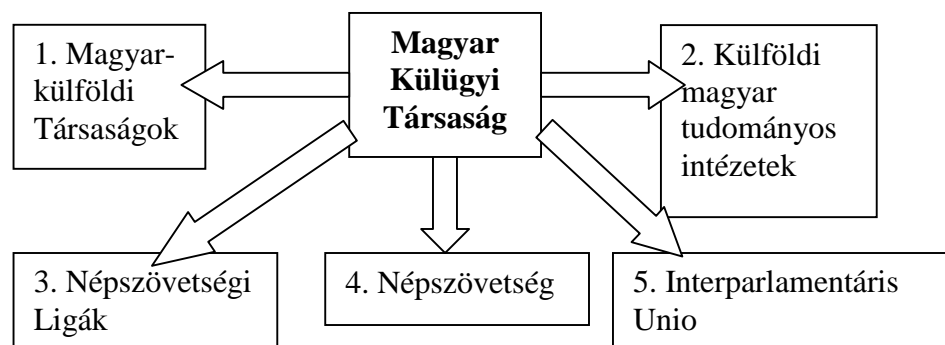 1. Magyar-
külföldi
Társaságok
Magyar
Külügyi
Társaság
2. Külföldi
magyar
tudományos
intézetek
3. Népszövetségi
Ligák
4. Népszövetség
5. Interparlamentáris
Unio